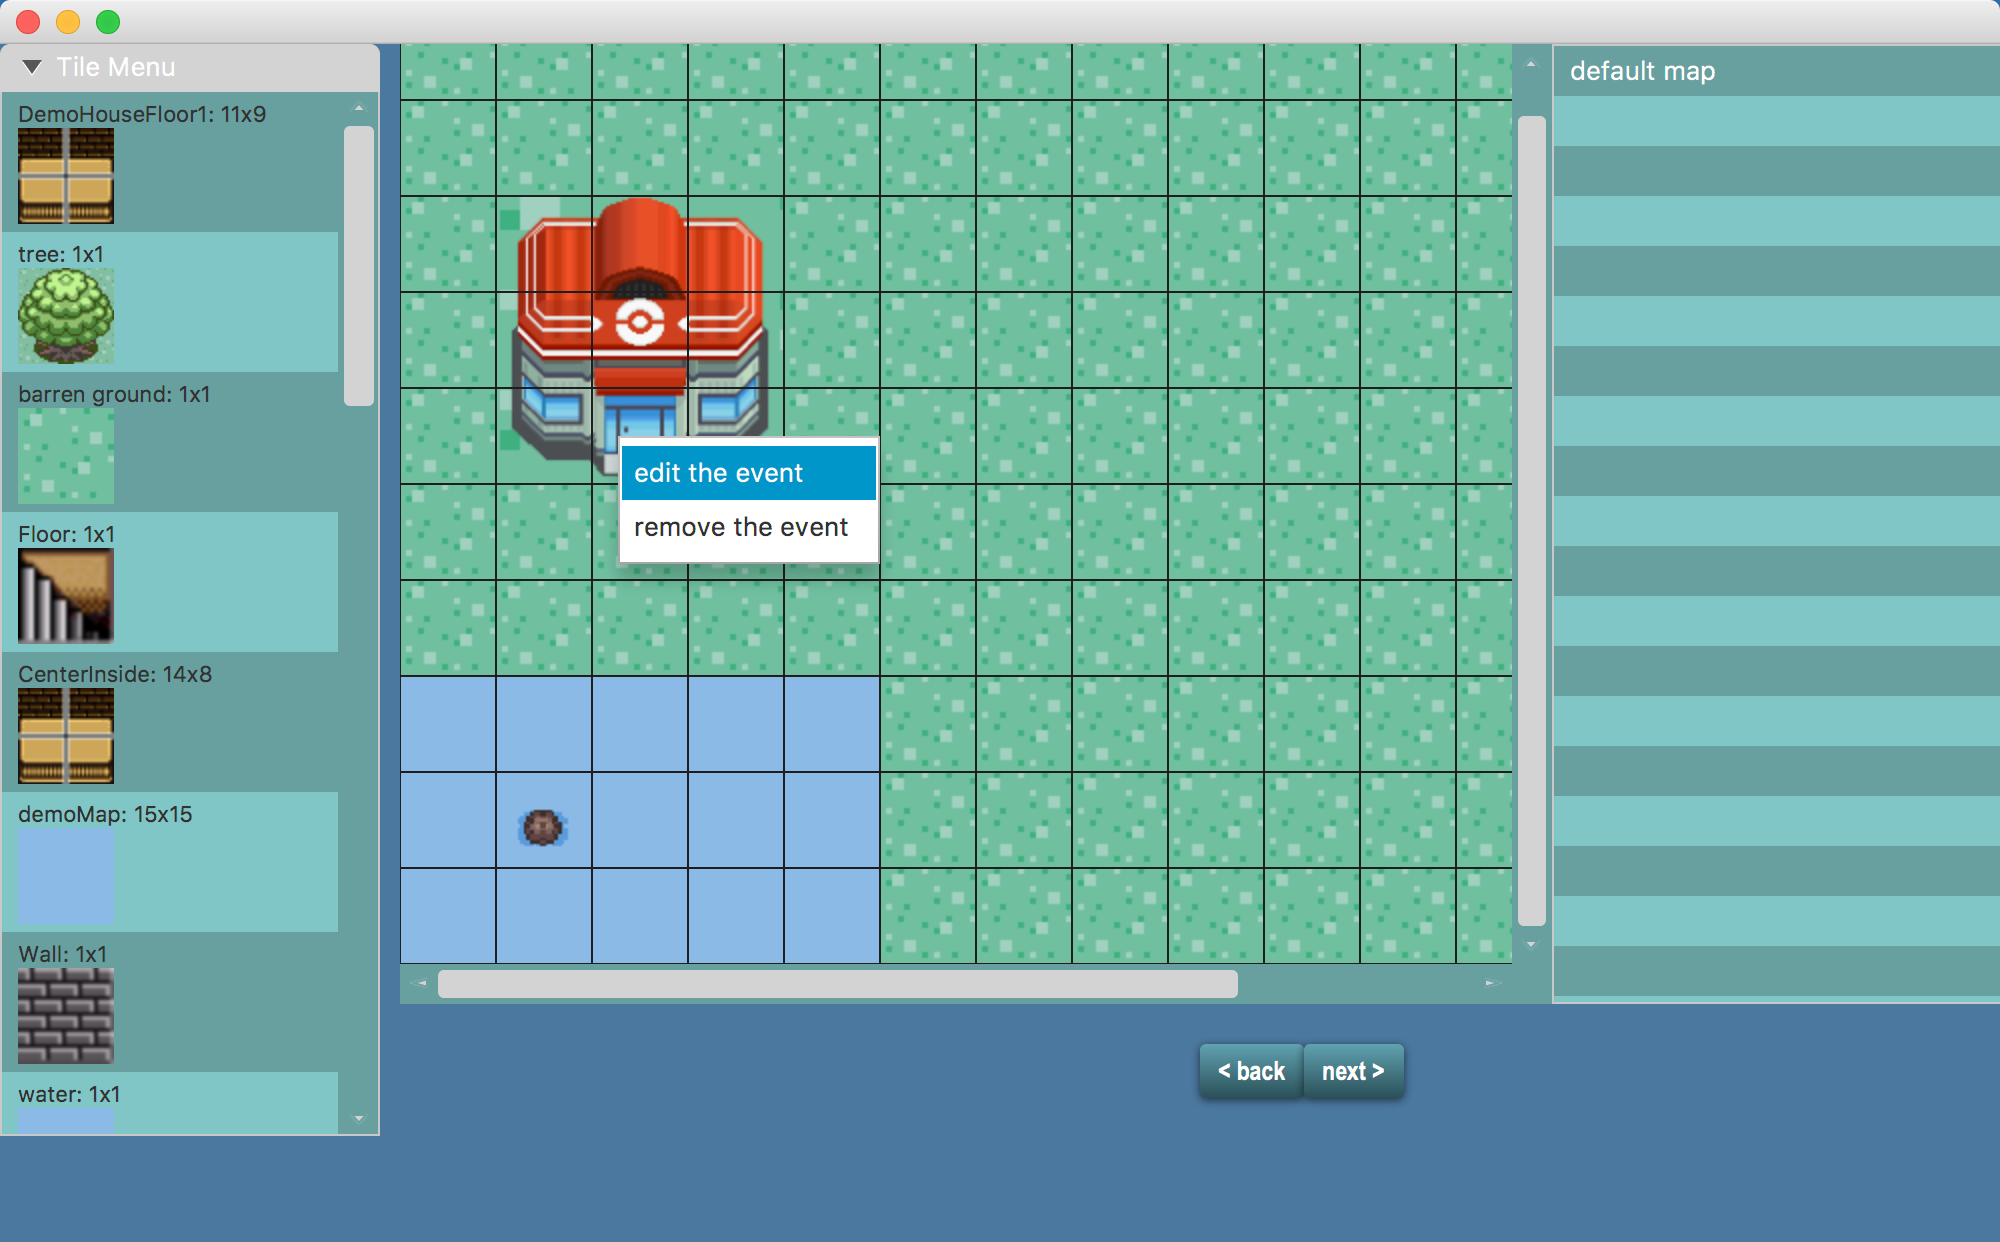 Tile Menu
DemoHouseFloor1: 11x9
tree: 1x1
barren ground: 1x1
Floor: 1x1
CenterInside: 14x8
demoMap: 15x15
Wall: 1x1
water: 1x1
edit the event
remove the event
default map
< back
next >